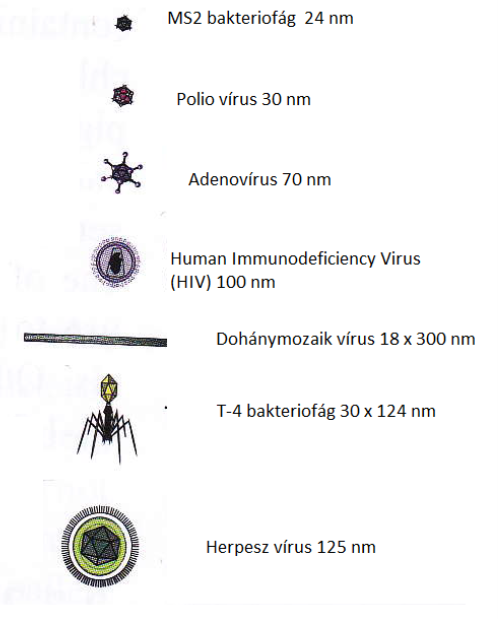 MS2 bakteriofág 24 nm
Polio vírus 30 nm
Adenovírus 70 nm
Human Immunodeficiency Virus
(HIV) 100 nm
Dohánymozaik vírus 18 x 300 nm
T-4 bakteriofág 30 x 124 nm
Herpesz vírus 125 nm